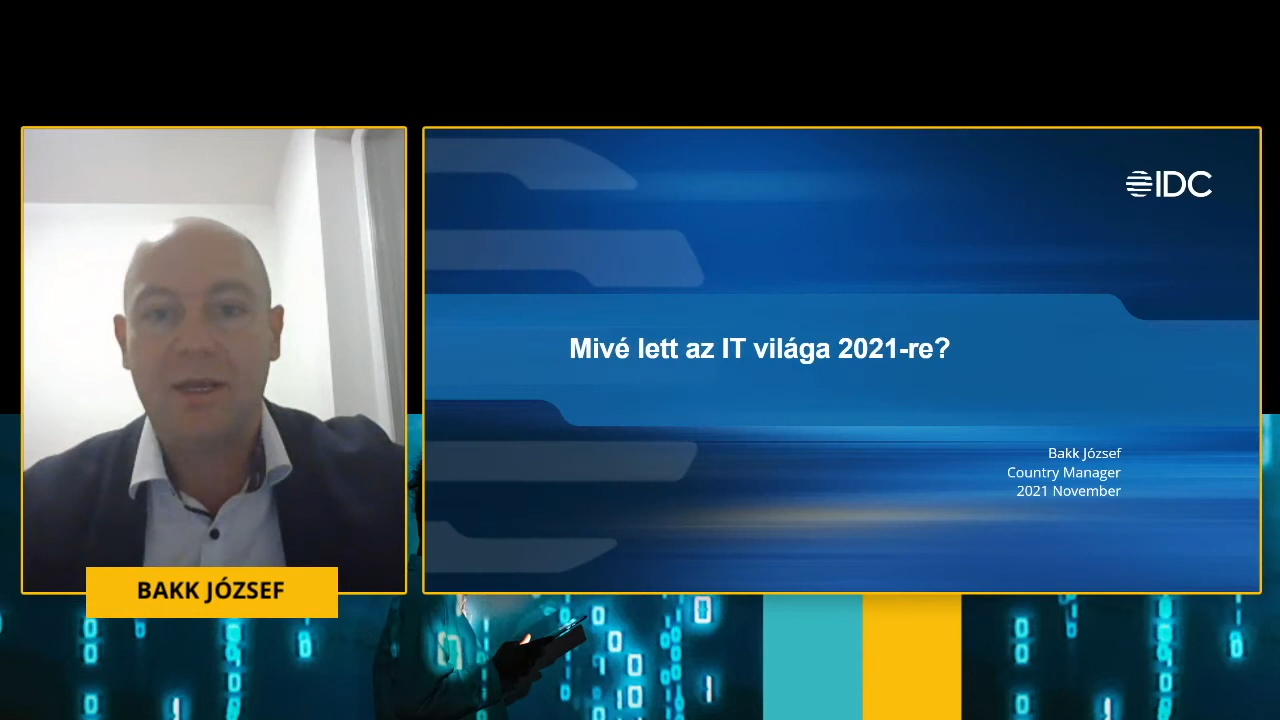 IDC
Mivé lett az IT világa 2021-re?
Bakk József
Country Manager
2021 November
BAKK JÓZSEF